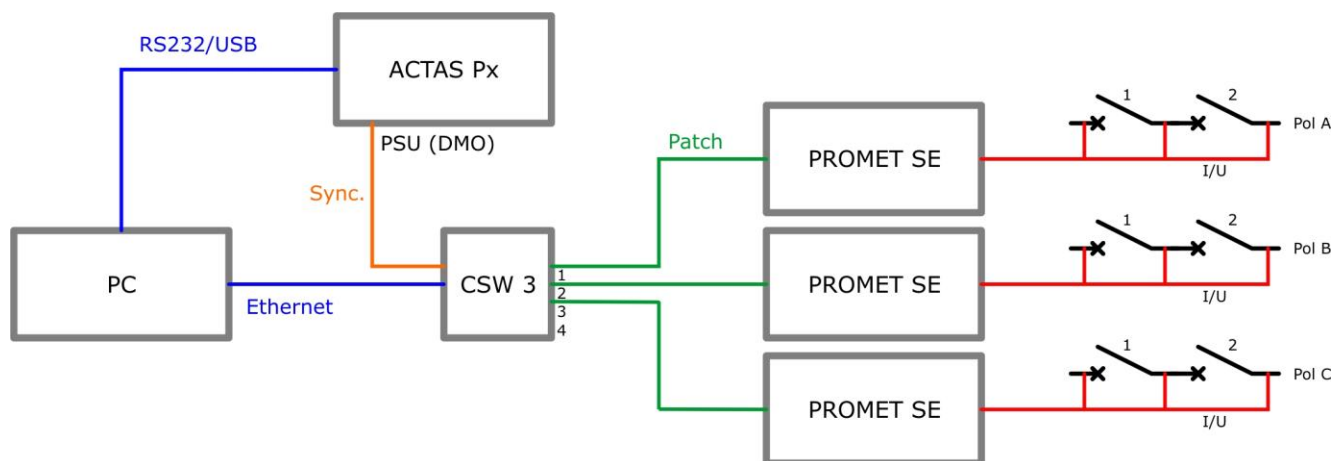 RS232/USB
ACTAS Px
PSU (DMO)
Sync.
PC
Ethernet
CSW 3
1
2
3
4
Patch
PROMET SE
1
2
Pol A
I/U
PROMET SE
1
2
Pol B
I/U
PROMET SE
1
2
Pol C
I/U